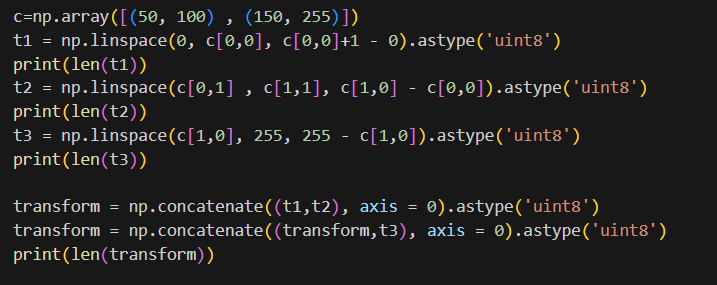 c=np.array([(50, 100) , (150, 255)])
t1 = np.linspace(0, c[0,0], c[0,0]+1 - 0).astype('uint8')
print(len(t1))
t2 = np.linspace(c[0,1] , c[1,1], c[1,0] - c[0,0]).astype('uint8')
print(len(t2))
t3 = np.linspace(c[1,0], 255, 255 - c[1,0]).astype('uint8')
print(len(t3))

transform = np.concatenate((t1,t2), axis = 0).astype('uint8')
transform = np.concatenate((transform,t3), axis = 0).astype('uint8')
print(len(transform))